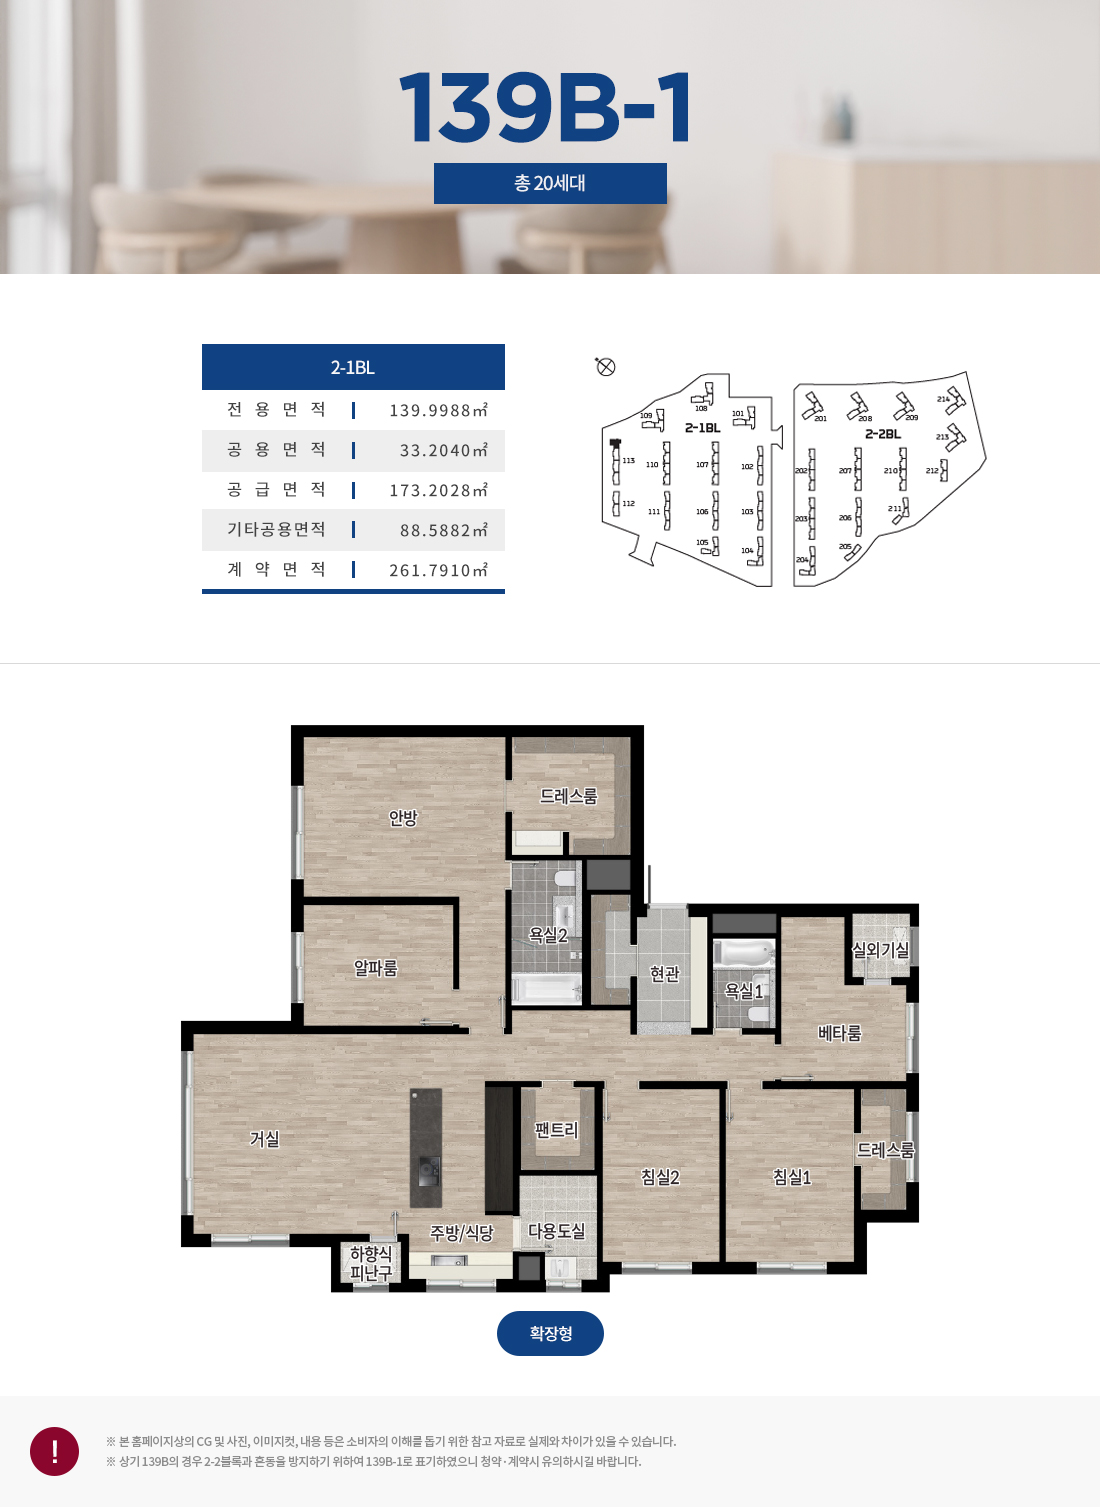 139B-1
총 20세대
2-1BL
전 용 면 적 139.9988㎡
공 용 면 적 33.2040㎡
공 급 면 적 173.2028㎡
기타공용면적 88.5882㎡
계 약 면 적 261.7910㎡
2-1BL
109
108
101
113
110
107
102
112
111
106
103
105
104
2-2BL
201
208
209
214
213
202
207
210
212
203
206
211
204
205
안방
드레스룸
알파룸
욕실2
현관
욕실1
실외기실
베타룸
거실
팬트리
침실2
침실1
드레스룸
주방/식당
다용도실
하향식
피난구
확장형
!
※ 본 홈페이지상의 CG 및 사진, 이미지컷, 내용 등은 소비자의 이해를 돕기 위한 참고 자료로 실제와 차이가 있을 수 있습니다.
※ 상기 139B의 경우 2-2블록과 혼동을 방지하기 위하여 139B-1로 표기하였으니 청약·계약시 유의하시길 바랍니다.